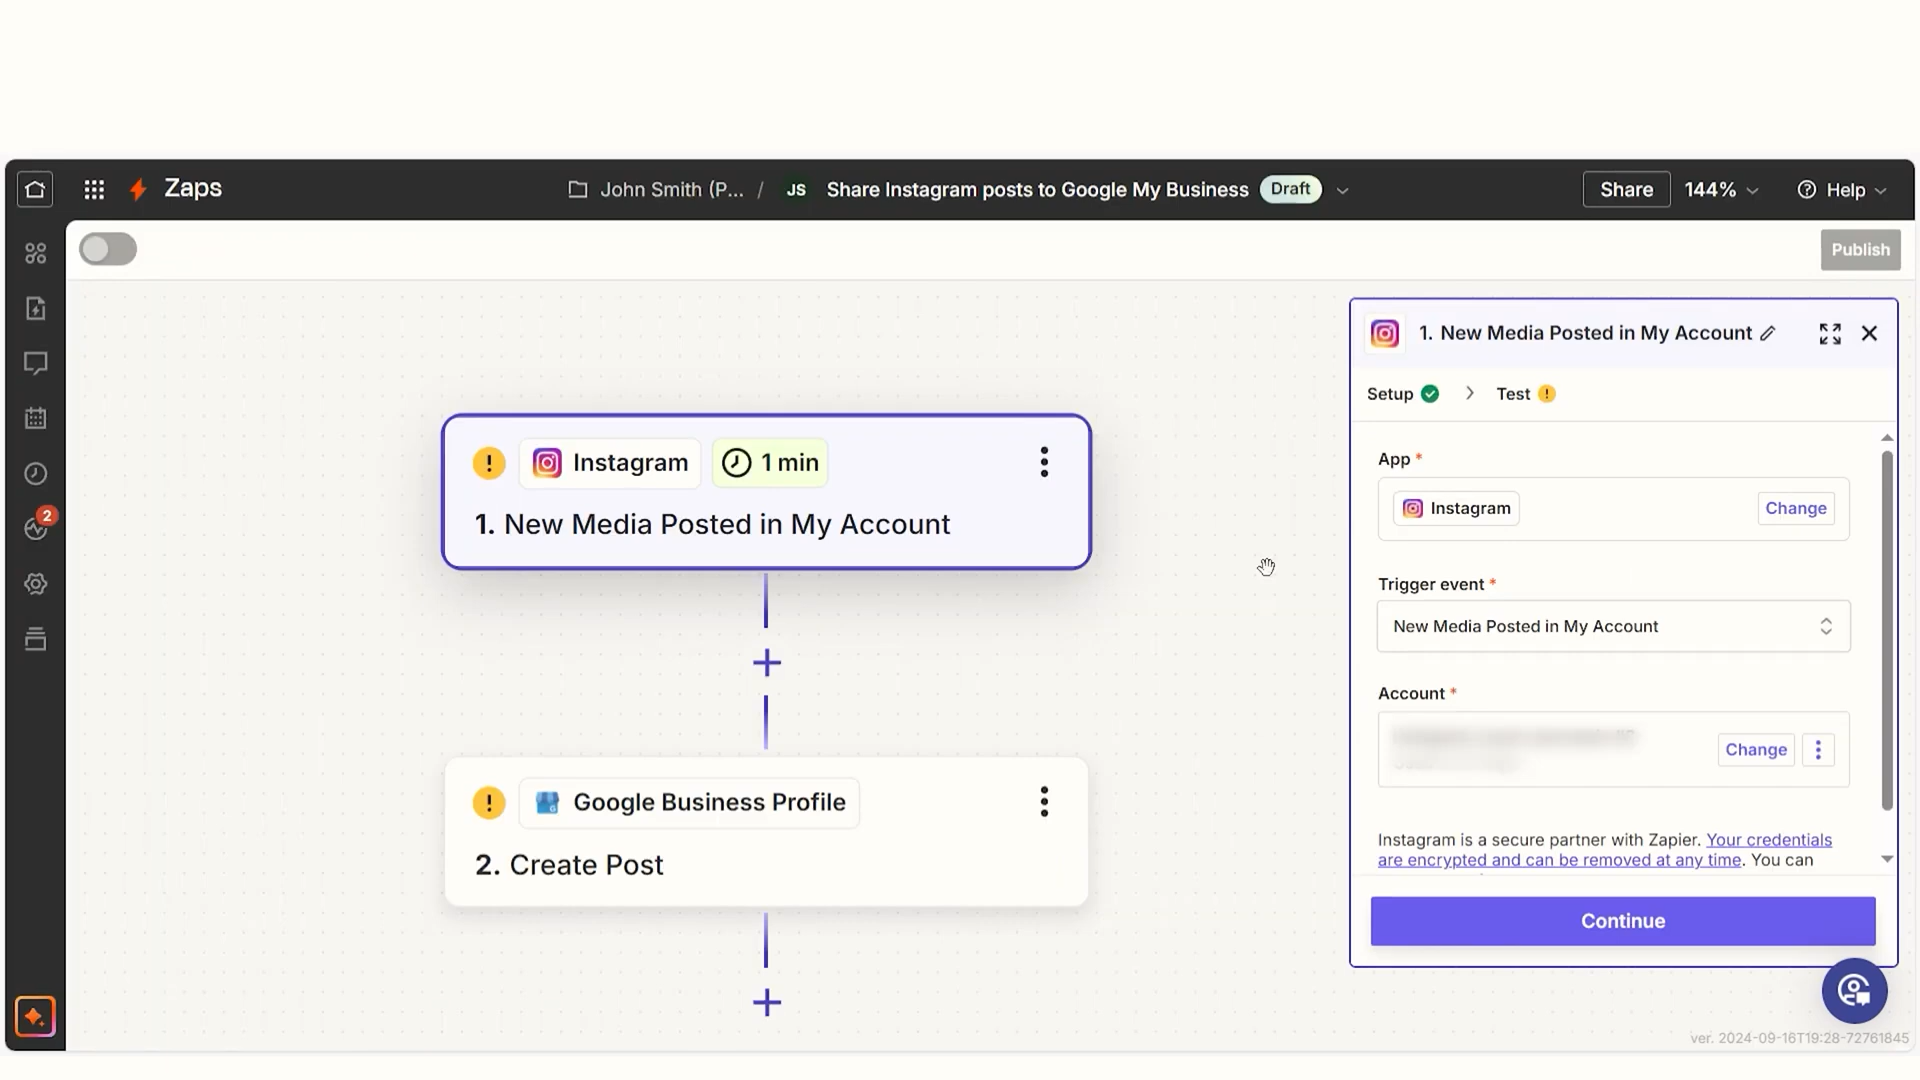 Zaps
John Smith (P... / JS Share Instagram posts to Google My Business Draft
Share 144% Help
Publish
2
Instagram 1 min
1. New Media Posted in My Account
Google Business Profile
2. Create Post
1. New Media Posted in My Account
Setup Test
App *
Instagram Change
Trigger event *
New Media Posted in My Account
Account *
Change
Instagram is a secure partner with Zapier. Your credentials
are encrypted and can be removed at any time. You can
Continue
ver. 2024-09-16T19:28-72761845